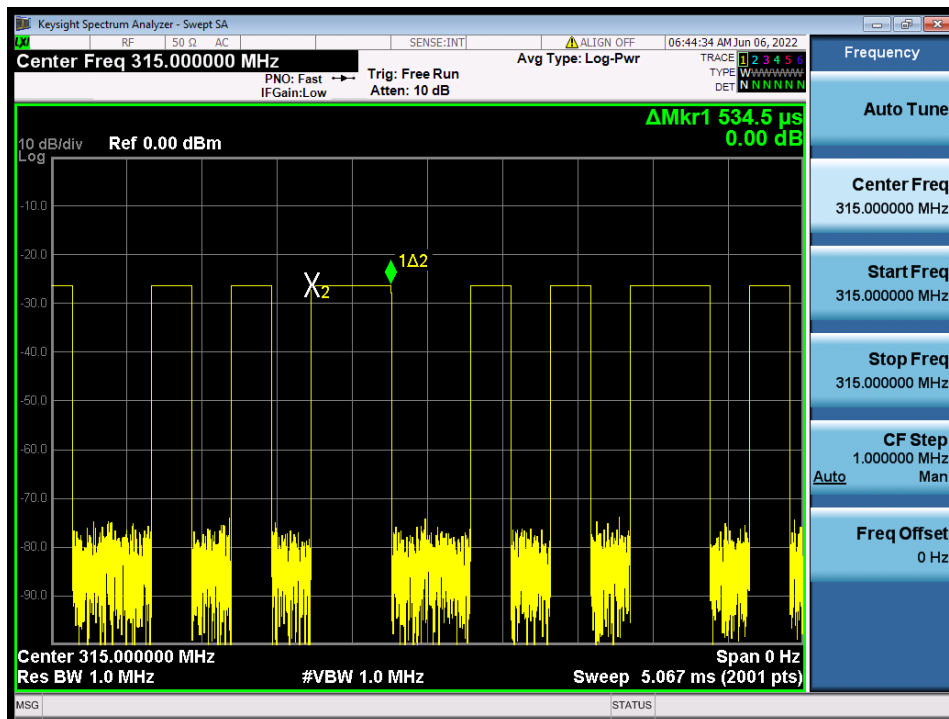 Keysight Spectrum Analyzer - Swept SA
LXI
RF
50 Ω AC
SENSE:INT
ALIGN OFF
06:44:34 AM Jun 06, 2022
Center Freq 315.000000 MHz
PNO: Fast
IFGain:Low
Trig: Free Run
Atten: 10 dB
Avg Type: Log-Pwr
TRACE 1 2 3 4 5 6
TYPE WWWWWW
DET N N N N N N
Frequency
ΔMkr1 534.5 µs
0.00 dB
10 dB/div
Log
Ref 0.00 dBm
-10.0
-20.0
-30.0
-40.0
-50.0
-60.0
-70.0
-80.0
-90.0
1Δ2
X2
Center 315.000000 MHz
Span 0 Hz
Res BW 1.0 MHz
#VBW 1.0 MHz
Sweep 5.067 ms (2001 pts)
Auto Tune
Center Freq
315.000000 MHz
Start Freq
315.000000 MHz
Stop Freq
315.000000 MHz
CF Step
1.000000 MHz
Auto Man
Freq Offset
0 Hz
MSG
STATUS